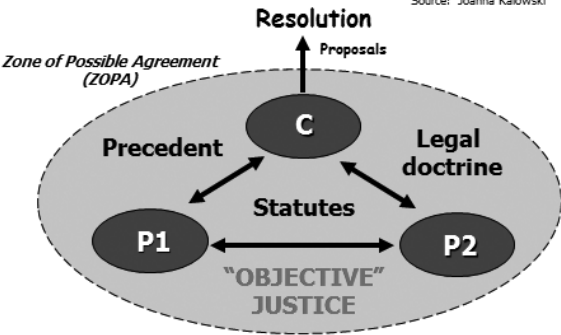 Source: Joanna Kalowski
Resolution
Proposals
Zone of Possible Agreement
(ZOPA)
C
Precedent
Legal
doctrine
Statutes
P1
P2
“OBJECTIVE”
JUSTICE